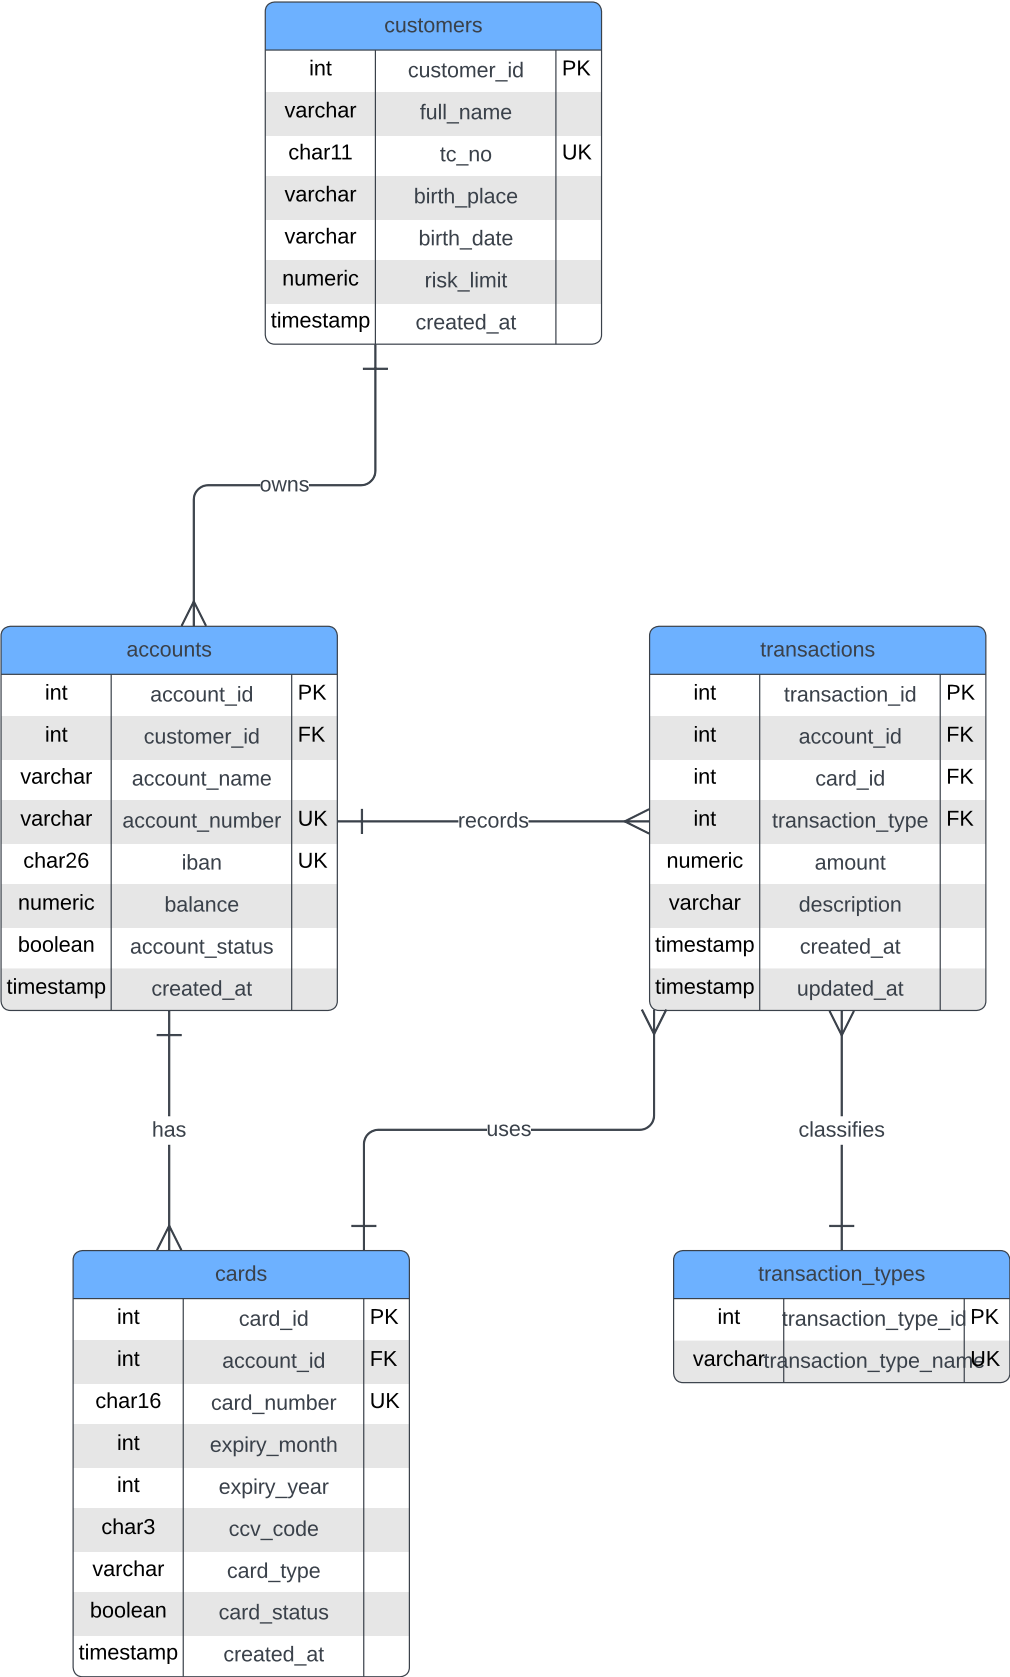 customers
int customer_id PK
varchar full_name
char11 tc_no UK
varchar birth_place
varchar birth_date
numeric risk_limit
timestamp created_at
owns
accounts
int account_id PK
int customer_id FK
varchar account_name
varchar account_number UK
char26 iban UK
numeric balance
boolean account_status
timestamp created_at
records
transactions
int transaction_id PK
int account_id FK
int card_id FK
int transaction_type FK
numeric amount
varchar description
timestamp created_at
timestamp updated_at
has
uses
classifies
cards
int card_id PK
int account_id FK
char16 card_number UK
int expiry_month
int expiry_year
char3 ccv_code
varchar card_type
boolean card_status
timestamp created_at
transaction_types
int transaction_type_id PK
varchar transaction_type_name UK